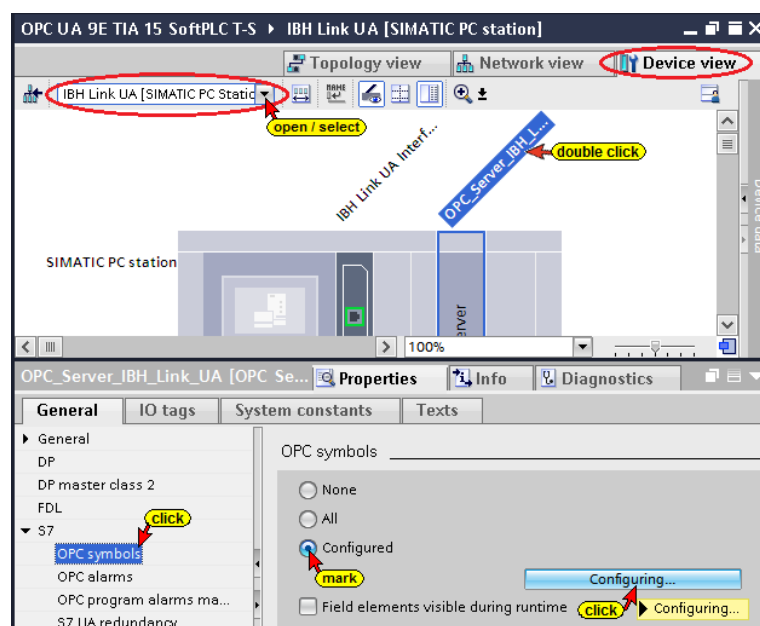 OPC UA 9E TIA 15 SoftPLC T-S ▸ IBH Link UA [SIMATIC PC station]
Topology view Network view Device view
IBH Link UA [SIMATIC PC Static
NAME
±
open / select
double click
IBH Link UA Interf...
OPC_Server_IBH_L...
SIMATIC PC station
erver
100%
OPC_Server_IBH_Link_UA [OPC Se... Properties Info Diagnostics
General IO tags System constants Texts
General
OPC symbols
DP
DP master class 2
None
FDL
All
click
S7
OPC symbols
Configured
mark
OPC alarms
Configuring...
OPC program alarms ma...
Field elements visible during runtime click Configuring...
S7 UA redundancy